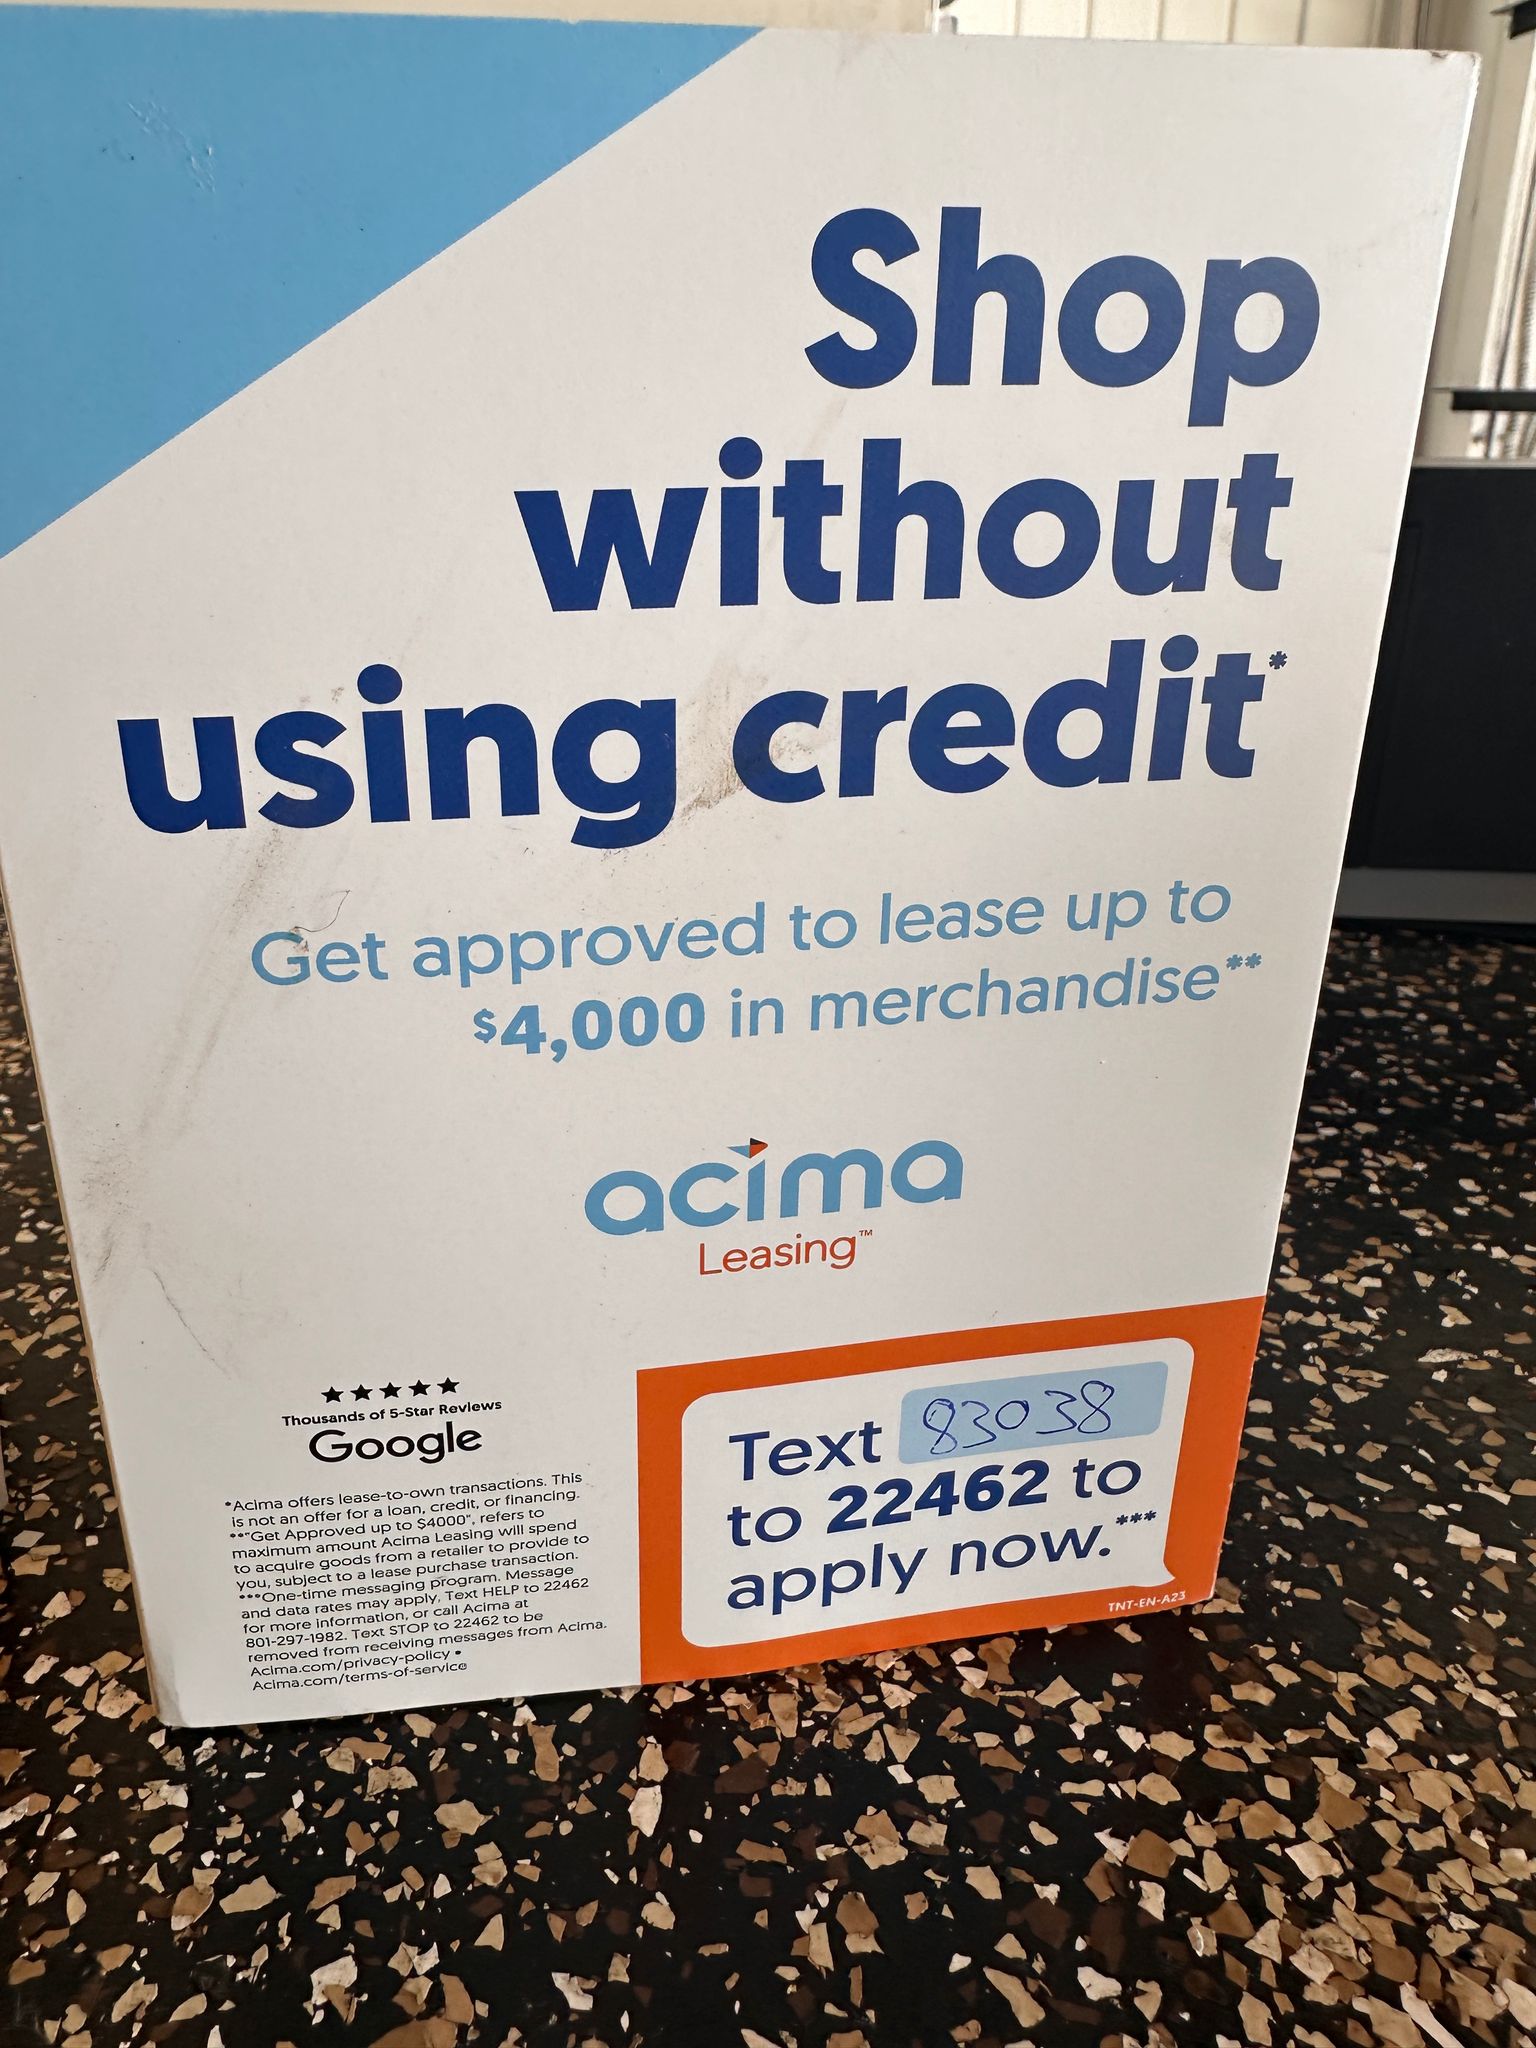 Shop
without
using credit*
Get approved to lease up to
$4,000 in merchandise**
acima
Leasing™
★★★★★
Thousands of 5-Star Reviews
Google
*Acima offers lease-to-own transactions. This
is not an offer for a loan, credit, or financing.
**"Get Approved up to $4000", refers to
maximum amount Acima Leasing will spend
to acquire goods from a retailer to provide to
you, subject to a lease purchase transaction.
***One-time messaging program. Message
and data rates may apply, Text HELP to 22462
for more information, or call Acima at
801-297-1982. Text STOP to 22462 to be
removed from receiving messages from Acima.
Acima.com/privacy-policy •
Acima.com/terms-of-service
Text 83038
to 22462 to
apply now.***
TNT-EN-A23